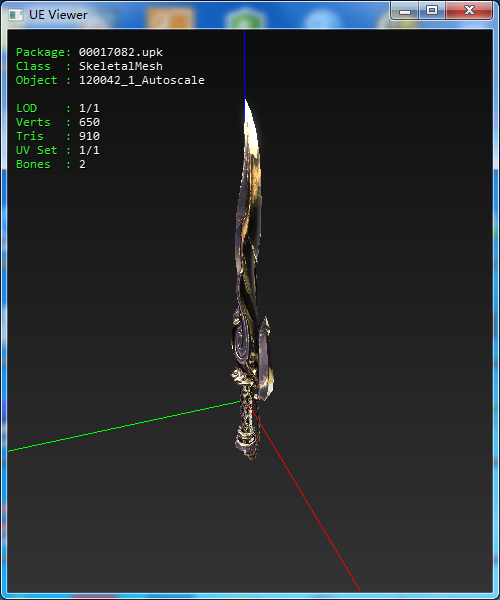 UE Viewer
Package: 00017082.upk
Class : SkeletalMesh
Object : 120042_1_Autoscale
LOD : 1/1
Verts : 650
Tris : 910
UV Set : 1/1
Bones : 2